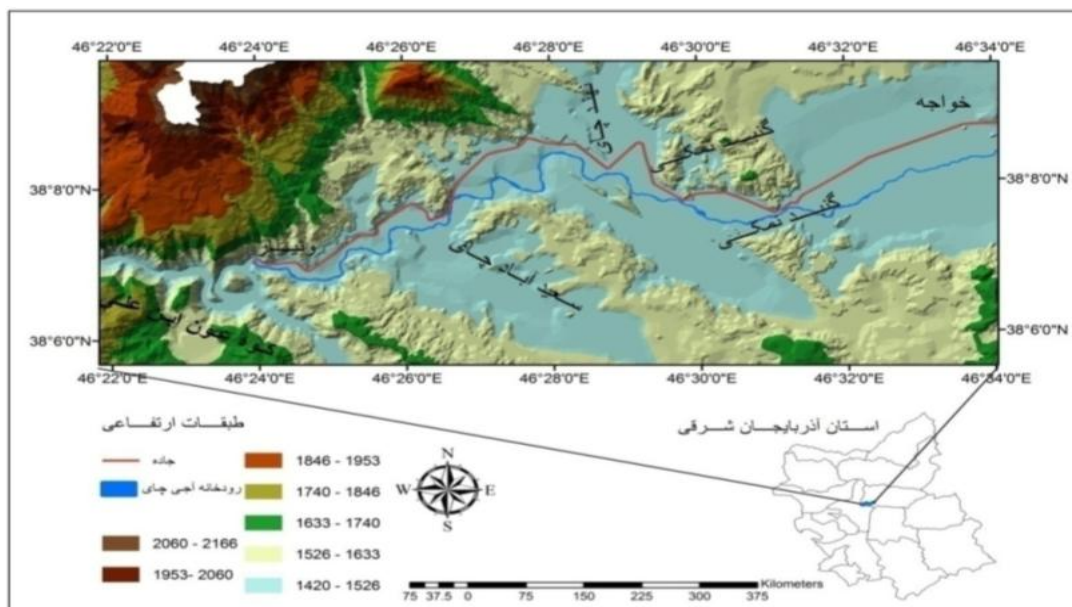 46°22'0"E 46°24'0"E 46°26'0"E 46°28'0"E 46°30'0"E 46°32'0"E 46°34'0"E
خواجه
گنبد نمکی
38°8'0"N 38°8'0"N
گنبد نمکی
سعید آباد چای
38°6'0"N 38°6'0"N
46°22'0"E 46°24'0"E 46°26'0"E 46°28'0"E 46°30'0"E 46°32'0"E 46°34'0"E
طبقات ارتفاعی
استان آذربایجان شرقی
جاده
رودخانه آجی چای
2060 - 2166
1953- 2060
1846 - 1953
1740 - 1846
1633 - 1740
1526 - 1633
1420 - 1526
N
W E
S
Kilometers
75 37.5 0 75 150 225 300 375